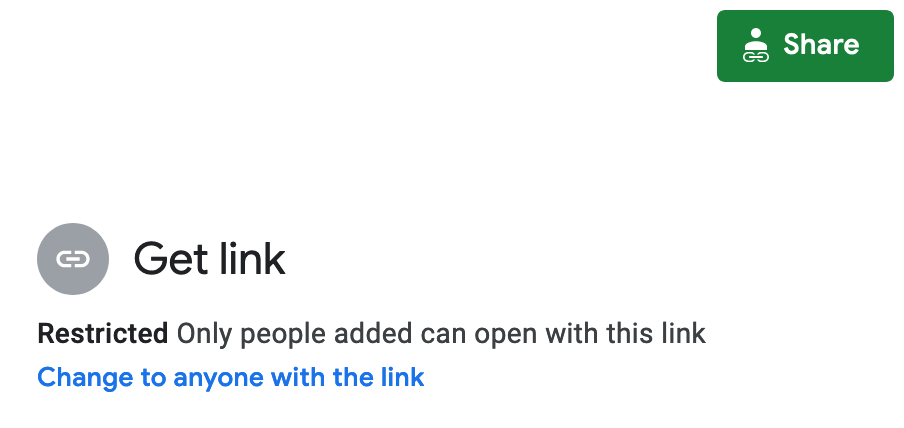 Share
Get link
Restricted Only people added can open with this link
Change to anyone with the link